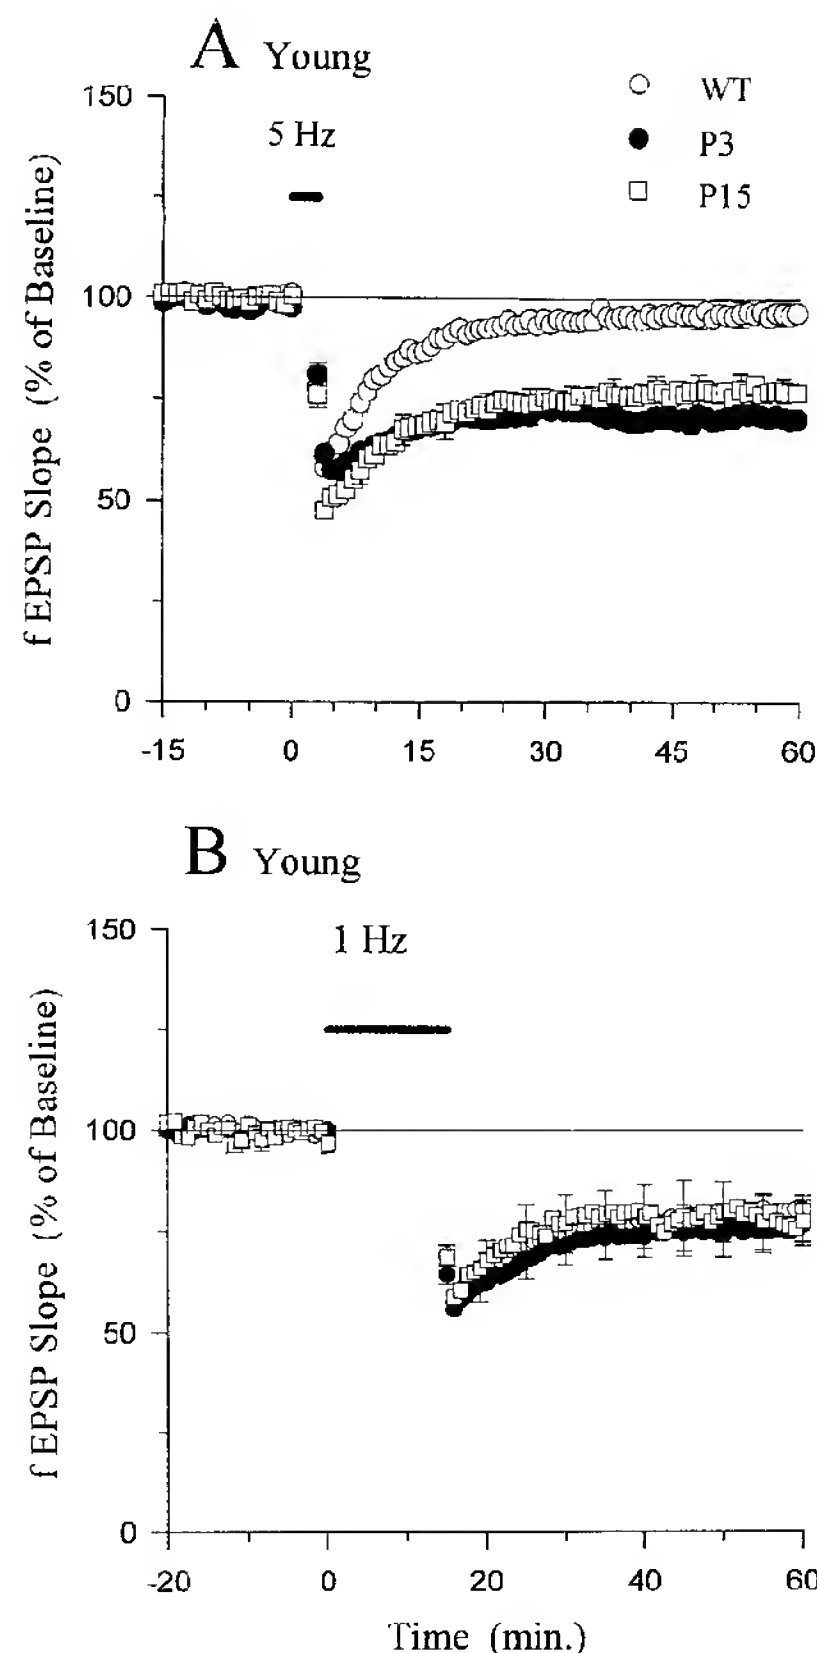 A Young
WT
P3
P15
5 Hz
150
100
50
0
f EPSP Slope (% of Baseline)
-15 0 15 30 45 60
B Young
1 Hz
150
100
50
0
f EPSP Slope (% of Baseline)
-20 0 20 40 60
Time (min.)